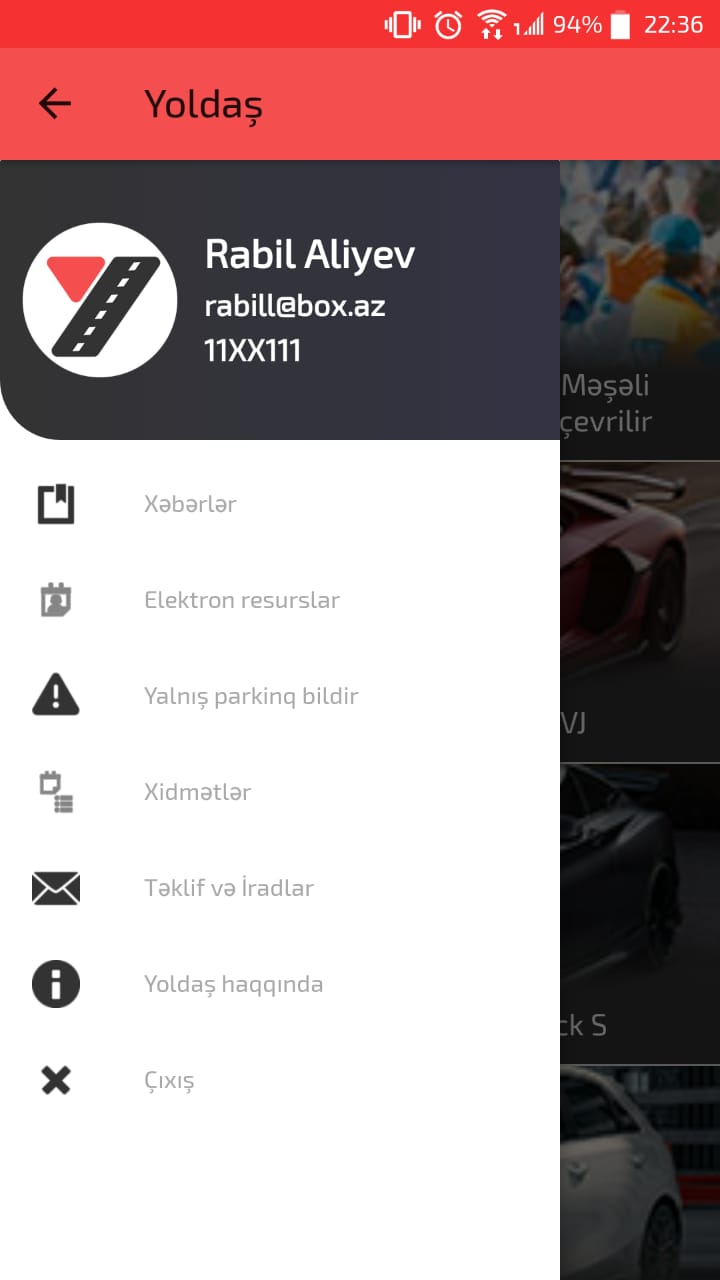 94% 22:36
Yoldaş
Rabil Aliyev
rabill@box.az
11XX111
Məşəli
çevrilir
VJ
ck S
Xəbərlər
Elektron resurslar
Yalnış parkinq bildir
Xidmətlər
Təklif və İradlar
Yoldaş haqqında
Çıxış